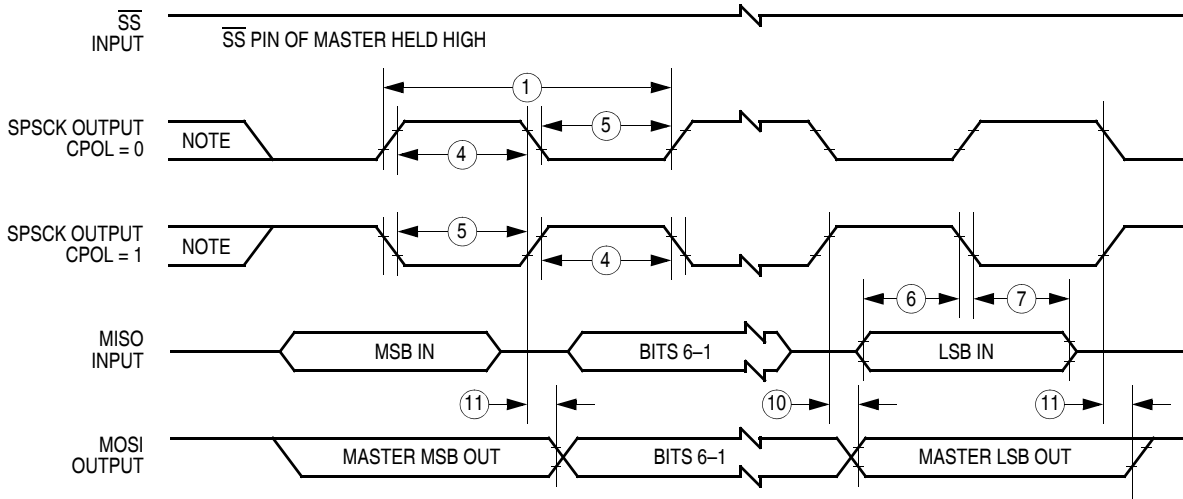 SS
INPUT
SS PIN OF MASTER HELD HIGH
1
SPSCK OUTPUT
CPOL = 0
NOTE
5
4
SPSCK OUTPUT
CPOL = 1
NOTE
5
4
6
7
MISO
INPUT
MSB IN
BITS 6–1
LSB IN
11
10
11
MOSI
OUTPUT
MASTER MSB OUT
BITS 6–1
MASTER LSB OUT